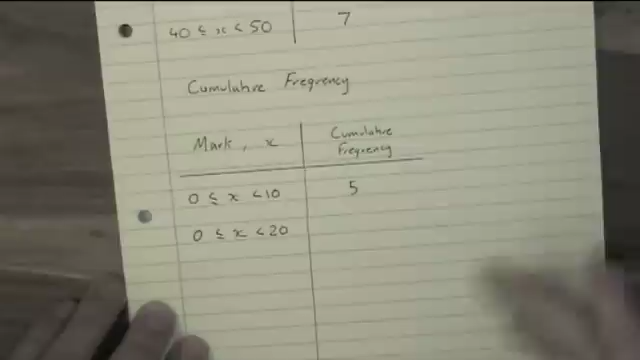 40 ≤ x < 50 7
Cumulative Frequency
Mark, x Cumulative Frequency
0 ≤ x < 10 5
0 ≤ x < 20